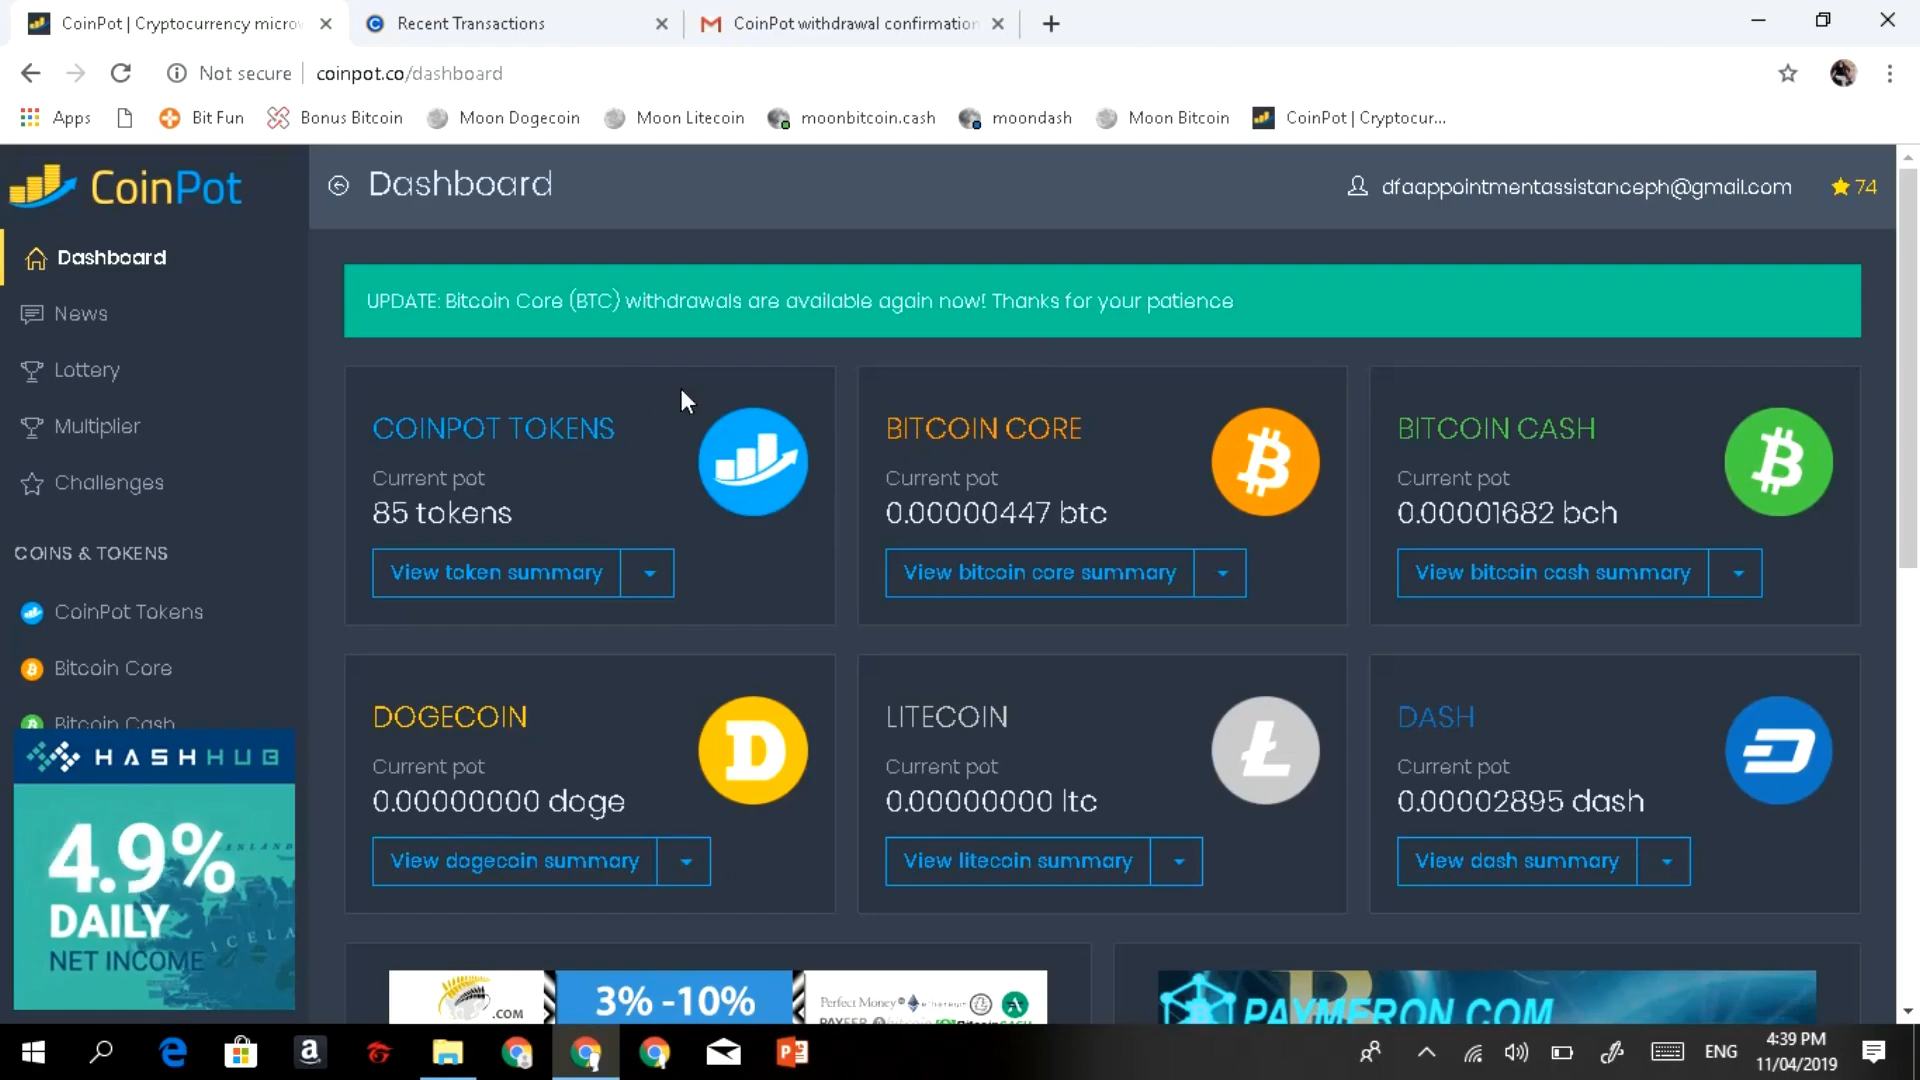 CoinPot | Cryptocurrency micro
Recent Transactions
CoinPot withdrawal confirmation
Not secure
coinpot.co/dashboard
Apps
Bit Fun
Bonus Bitcoin
Moon Dogecoin
Moon Litecoin
moonbitcoin.cash
moondash
Moon Bitcoin
CoinPot | Cryptocur...
CoinPot
Dashboard
dfaappointmentassistanceph@gmail.com
74
Dashboard
News
Lottery
Multiplier
Challenges
COINS & TOKENS
CoinPot Tokens
Bitcoin Core
Bitcoin Cash
HASHHUB
4.9%
DAILY
NET INCOME
ICELA
UPDATE: Bitcoin Core (BTC) withdrawals are available again now! Thanks for your patience
COINPOT TOKENS
Current pot
85 tokens
View token summary
BITCOIN CORE
Current pot
0.00000447 btc
View bitcoin core summary
BITCOIN CASH
Current pot
0.00001682 bch
View bitcoin cash summary
DOGECOIN
Current pot
0.00000000 doge
View dogecoin summary
LITECOIN
Current pot
0.00000000 ltc
View litecoin summary
DASH
Current pot
0.00002895 dash
View dash summary
.COM
3% -10%
Perfect Money
ethereum
PAYEER
bitcoin
PAYMERON.COM
ENG
4:39 PM
11/04/2019